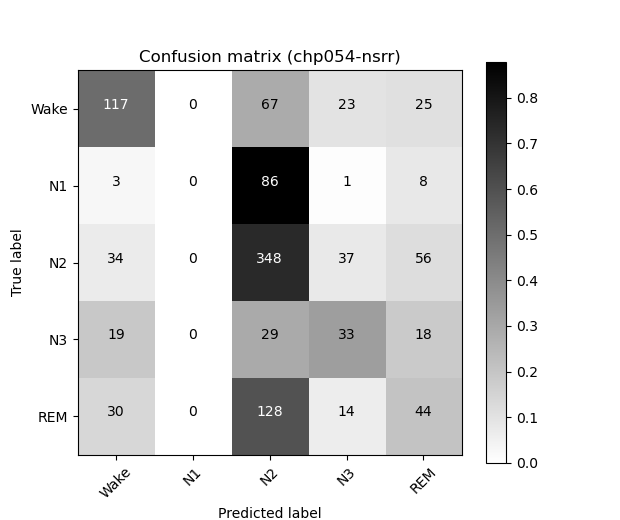 Confusion matrix (chp054-nsrr)
Wake 117 0 67 23 25
N1 3 0 86 1 8
N2 34 0 348 37 56
N3 19 0 29 33 18
REM 30 0 128 14 44
Wake N1 N2 N3 REM
Predicted label
True label
0.8
0.7
0.6
0.5
0.4
0.3
0.2
0.1
0.0